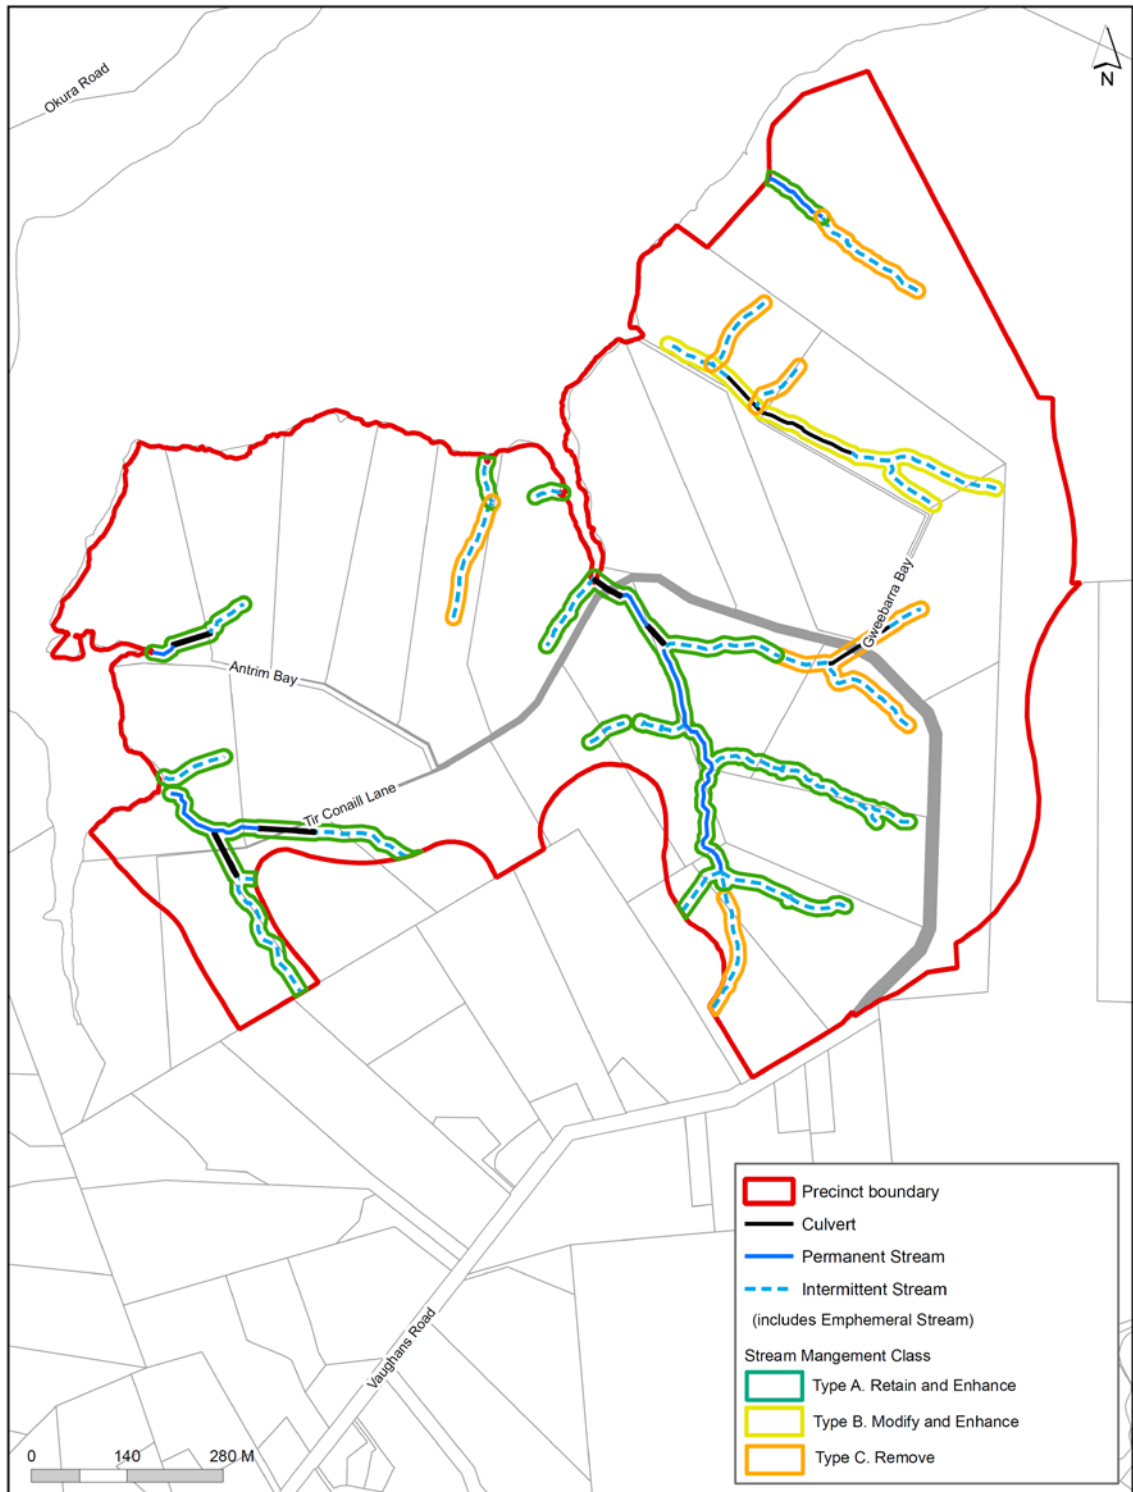 Okura Road
N
Gweebarra Bay
Antrim Bay
Tir Conaill Lane
Vaughans Road
Precinct boundary
Culvert
Permanent Stream
Intermittent Stream
(includes Emphemeral Stream)
Stream Mangement Class
Type A. Retain and Enhance
Type B. Modify and Enhance
Type C. Remove
0 140 280 M